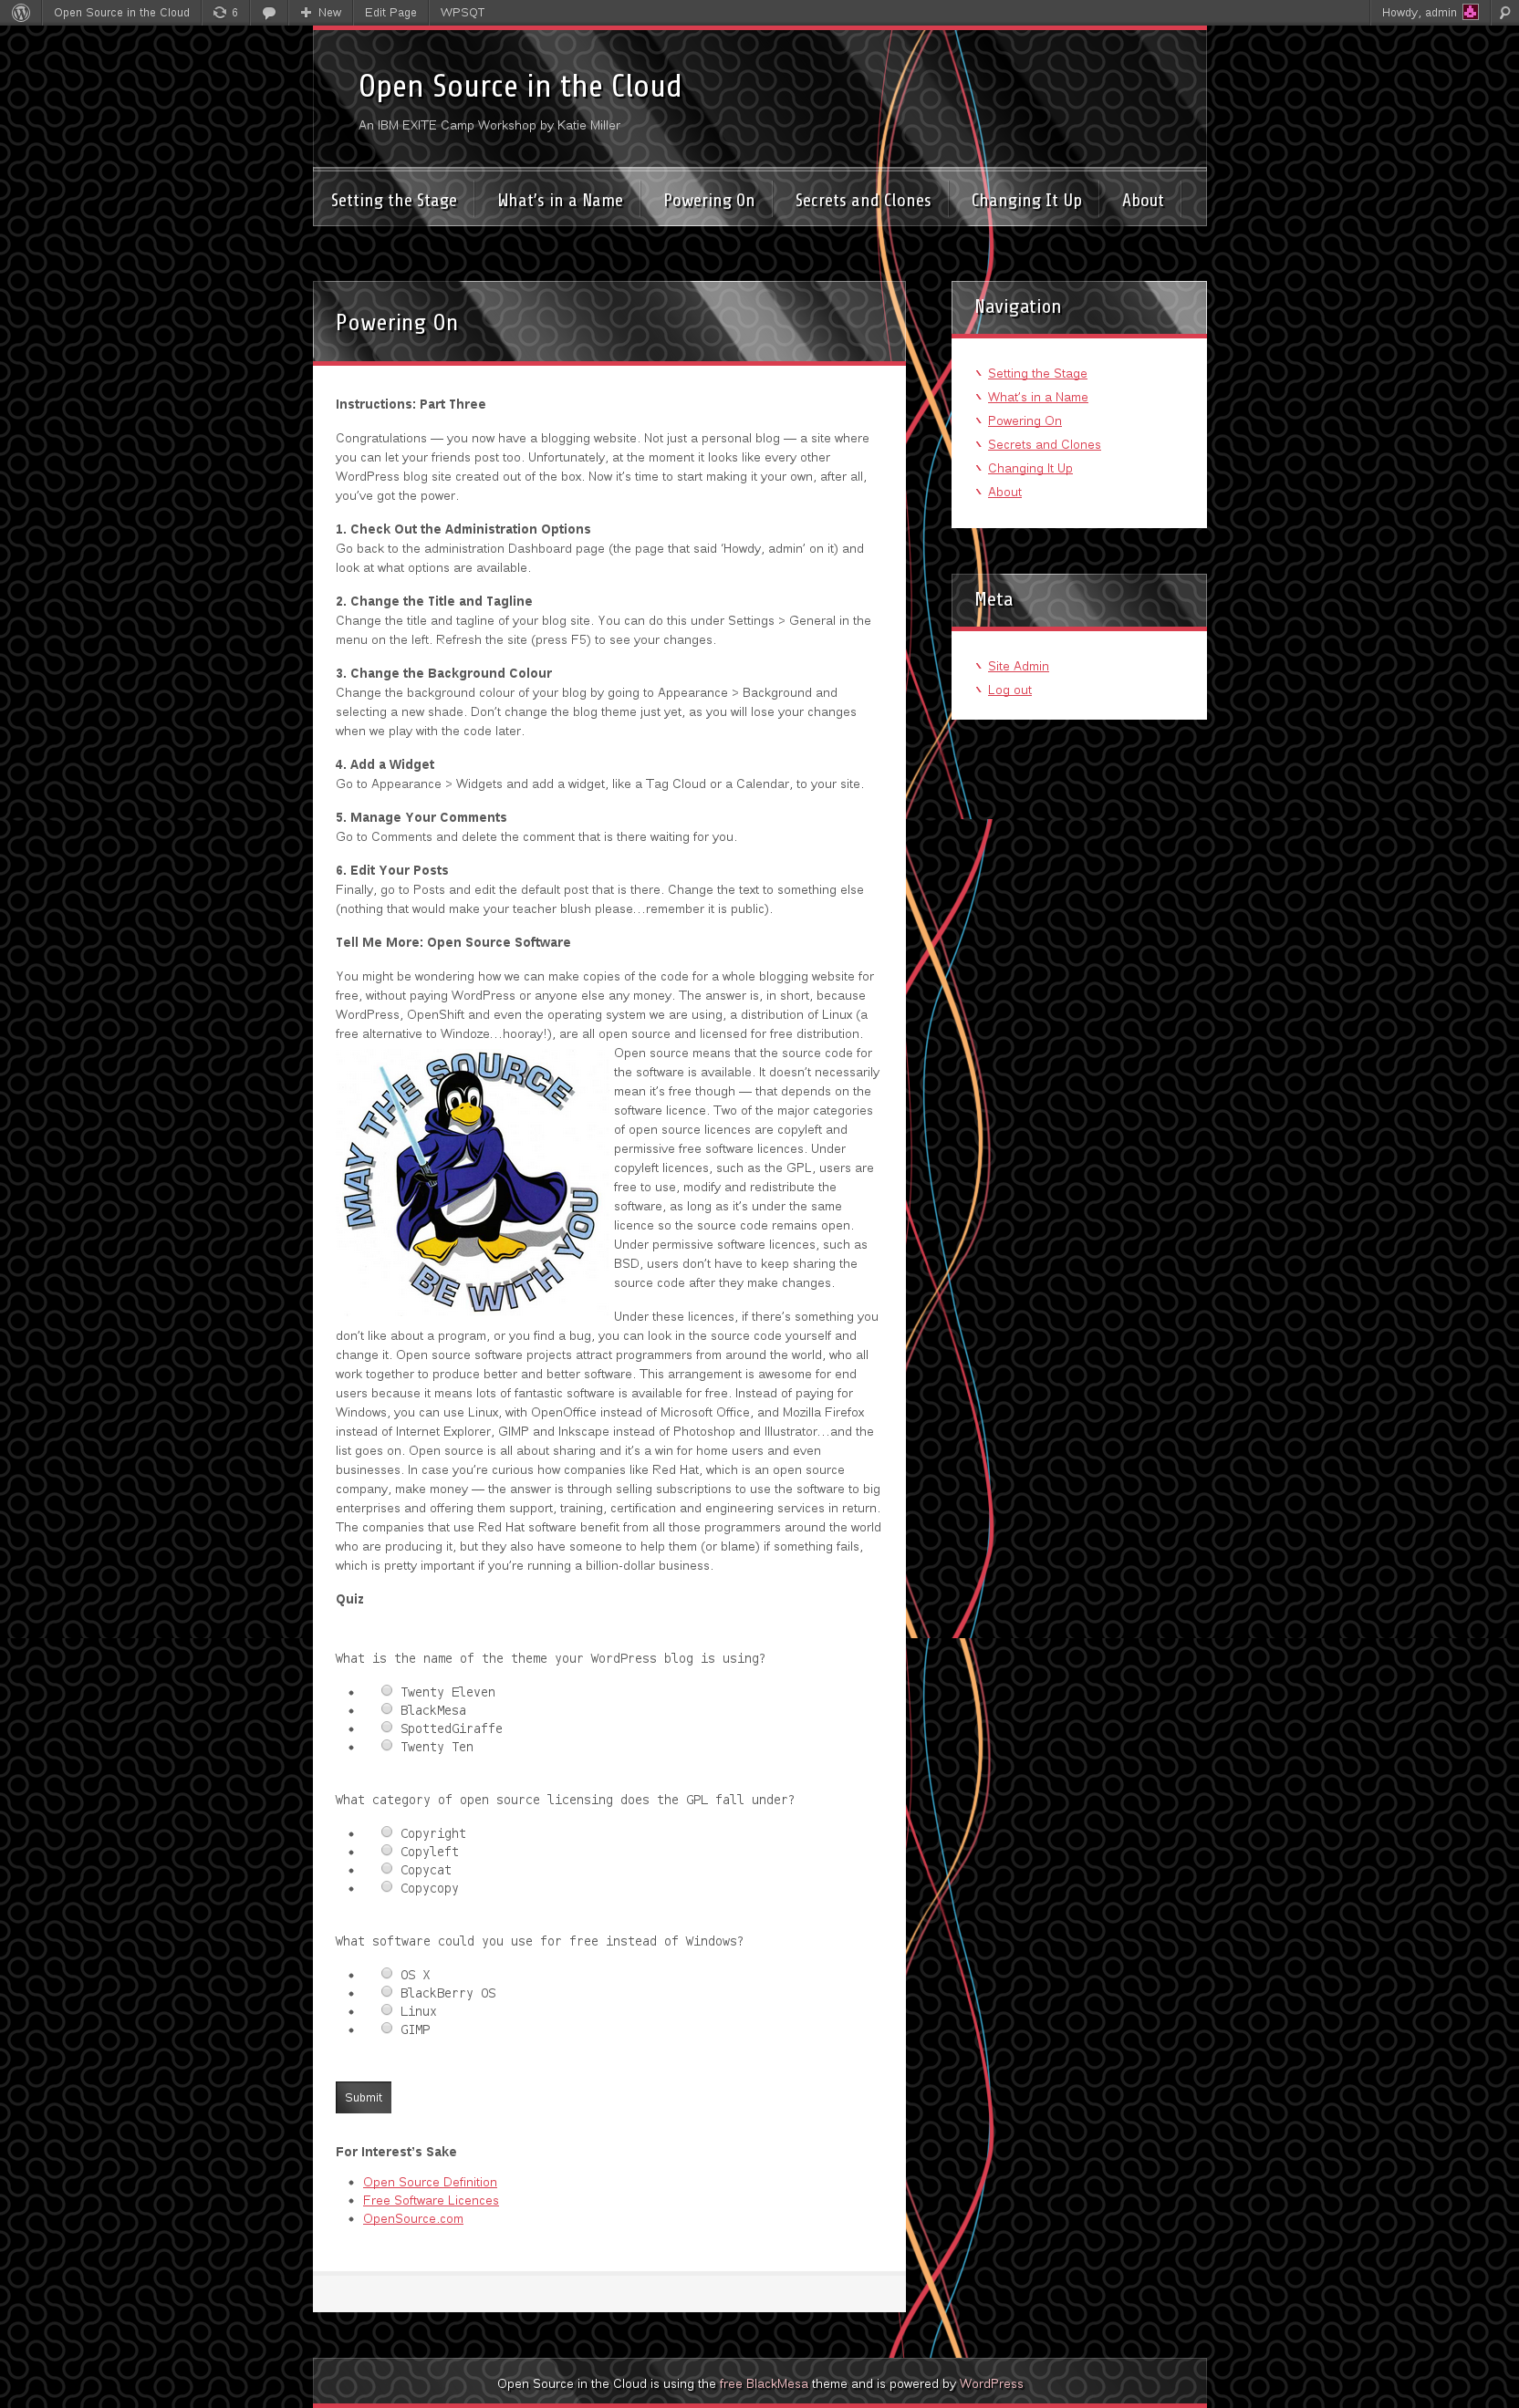 Open Source in the Cloud 6 New Edit Page WPSQT Howdy, admin
Open Source in the Cloud
An IBM EXITE Camp Workshop by Katie Miller
Setting the Stage What's in a Name Powering On Secrets and Clones Changing It Up About
Powering On
Instructions: Part Three
Congratulations — you now have a blogging website. Not just a personal blog — a site where
you can let your friends post too. Unfortunately, at the moment it looks like every other
WordPress blog site created out of the box. Now it's time to start making it your own, after all,
you've got the power.
1. Check Out the Administration Options
Go back to the administration Dashboard page (the page that said 'Howdy, admin' on it) and
look at what options are available.
2. Change the Title and Tagline
Change the title and tagline of your blog site. You can do this under Settings > General in the
menu on the left. Refresh the site (press F5) to see your changes.
3. Change the Background Colour
Change the background colour of your blog by going to Appearance > Background and
selecting a new shade. Don't change the blog theme just yet, as you will lose your changes
when we play with the code later.
4. Add a Widget
Go to Appearance > Widgets and add a widget, like a Tag Cloud or a Calendar, to your site.
5. Manage Your Comments
Go to Comments and delete the comment that is there waiting for you.
6. Edit Your Posts
Finally, go to Posts and edit the default post that is there. Change the text to something else
(nothing that would make your teacher blush please…remember it is public).
Tell Me More: Open Source Software
You might be wondering how we can make copies of the code for a whole blogging website for
free, without paying WordPress or anyone else any money. The answer is, in short, because
WordPress, OpenShift and even the operating system we are using, a distribution of Linux (a
free alternative to Windoze…hooray!), are all open source and licensed for free distribution.
MAY THE SOURCE
BE WITH YOU
Open source means that the source code for
the software is available. It doesn't necessarily
mean it's free though — that depends on the
software licence. Two of the major categories
of open source licences are copyleft and
permissive free software licences. Under
copyleft licences, such as the GPL, users are
free to use, modify and redistribute the
software, as long as it's under the same
licence so the source code remains open.
Under permissive software licences, such as
BSD, users don't have to keep sharing the
source code after they make changes.
Under these licences, if there's something you
don't like about a program, or you find a bug, you can look in the source code yourself and
change it. Open source software projects attract programmers from around the world, who all
work together to produce better and better software. This arrangement is awesome for end
users because it means lots of fantastic software is available for free. Instead of paying for
Windows, you can use Linux, with OpenOffice instead of Microsoft Office, and Mozilla Firefox
instead of Internet Explorer, GIMP and Inkscape instead of Photoshop and Illustrator…and the
list goes on. Open source is all about sharing and it's a win for home users and even
businesses. In case you're curious how companies like Red Hat, which is an open source
company, make money — the answer is through selling subscriptions to use the software to big
enterprises and offering them support, training, certification and engineering services in return.
The companies that use Red Hat software benefit from all those programmers around the world
who are producing it, but they also have someone to help them (or blame) if something fails,
which is pretty important if you're running a billion-dollar business.
Quiz
What is the name of the theme your WordPress blog is using?
Twenty Eleven
BlackMesa
SpottedGiraffe
Twenty Ten
What category of open source licensing does the GPL fall under?
Copyright
Copyleft
Copycat
Copycopy
What software could you use for free instead of Windows?
OS X
BlackBerry OS
Linux
GIMP
Submit
For Interest's Sake
Open Source Definition
Free Software Licences
OpenSource.com
Navigation
Setting the Stage
What's in a Name
Powering On
Secrets and Clones
Changing It Up
About
Meta
Site Admin
Log out
Open Source in the Cloud is using the free BlackMesa theme and is powered by WordPress